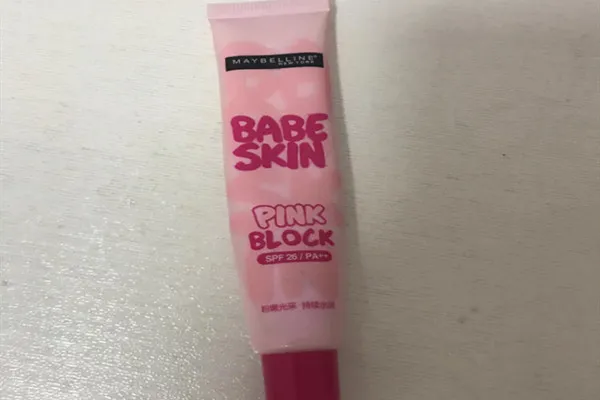 MAYBELLINE
NEW YORK
BABE
SKIN
PINK
BLOCK
SPF 26 / PA++